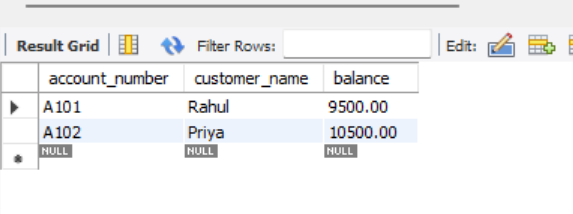 Result Grid Filter Rows: Edit:
account_number customer_name balance
A101 Rahul 9500.00
A102 Priya 10500.00
NULL NULL NULL